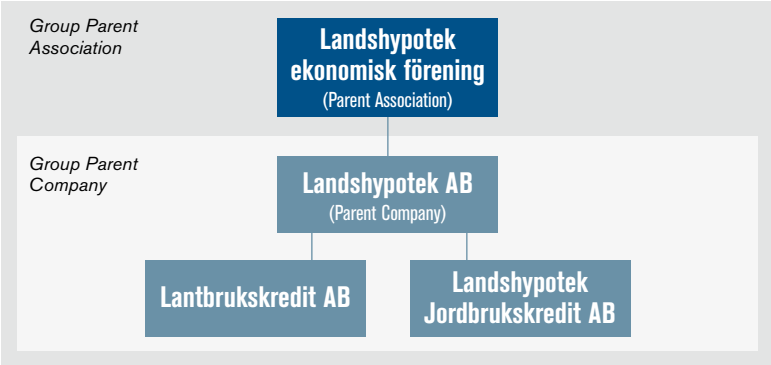 Group Parent
Association
Landshypotek
ekonomisk förening
(Parent Association)
Group Parent
Company
Landshypotek AB
(Parent Company)
Lantbrukskredit AB
Landshypotek
Jordbrukskredit AB